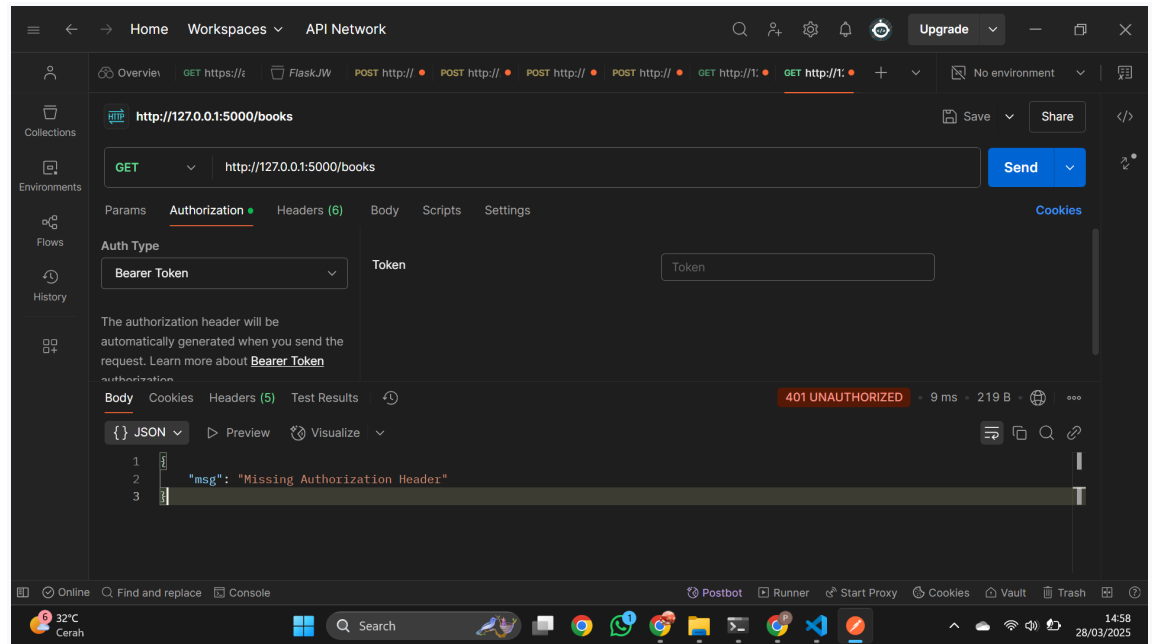 Home Workspaces API Network Upgrade
Overview GET https://a FlaskJW POST http:// POST http:// POST http:// POST http:// GET http://1: GET http://1: No environment
HTTP http://127.0.0.1:5000/books Save Share
Collections
GET http://127.0.0.1:5000/books Send
Environments
Params Authorization Headers (6) Body Scripts Settings Cookies
Flows
Auth Type
Bearer Token
Token Token
History
The authorization header will be
automatically generated when you send the
request. Learn more about Bearer Token
authorization
Body Cookies Headers (5) Test Results 401 UNAUTHORIZED 9 ms 219 B
{} JSON Preview Visualize
1 {
2 "msg": "Missing Authorization Header"
3 }
Online Find and replace Console Postbot Runner Start Proxy Cookies Vault Trash
6 32°C
Cerah
Search
1
P
14:58
28/03/2025